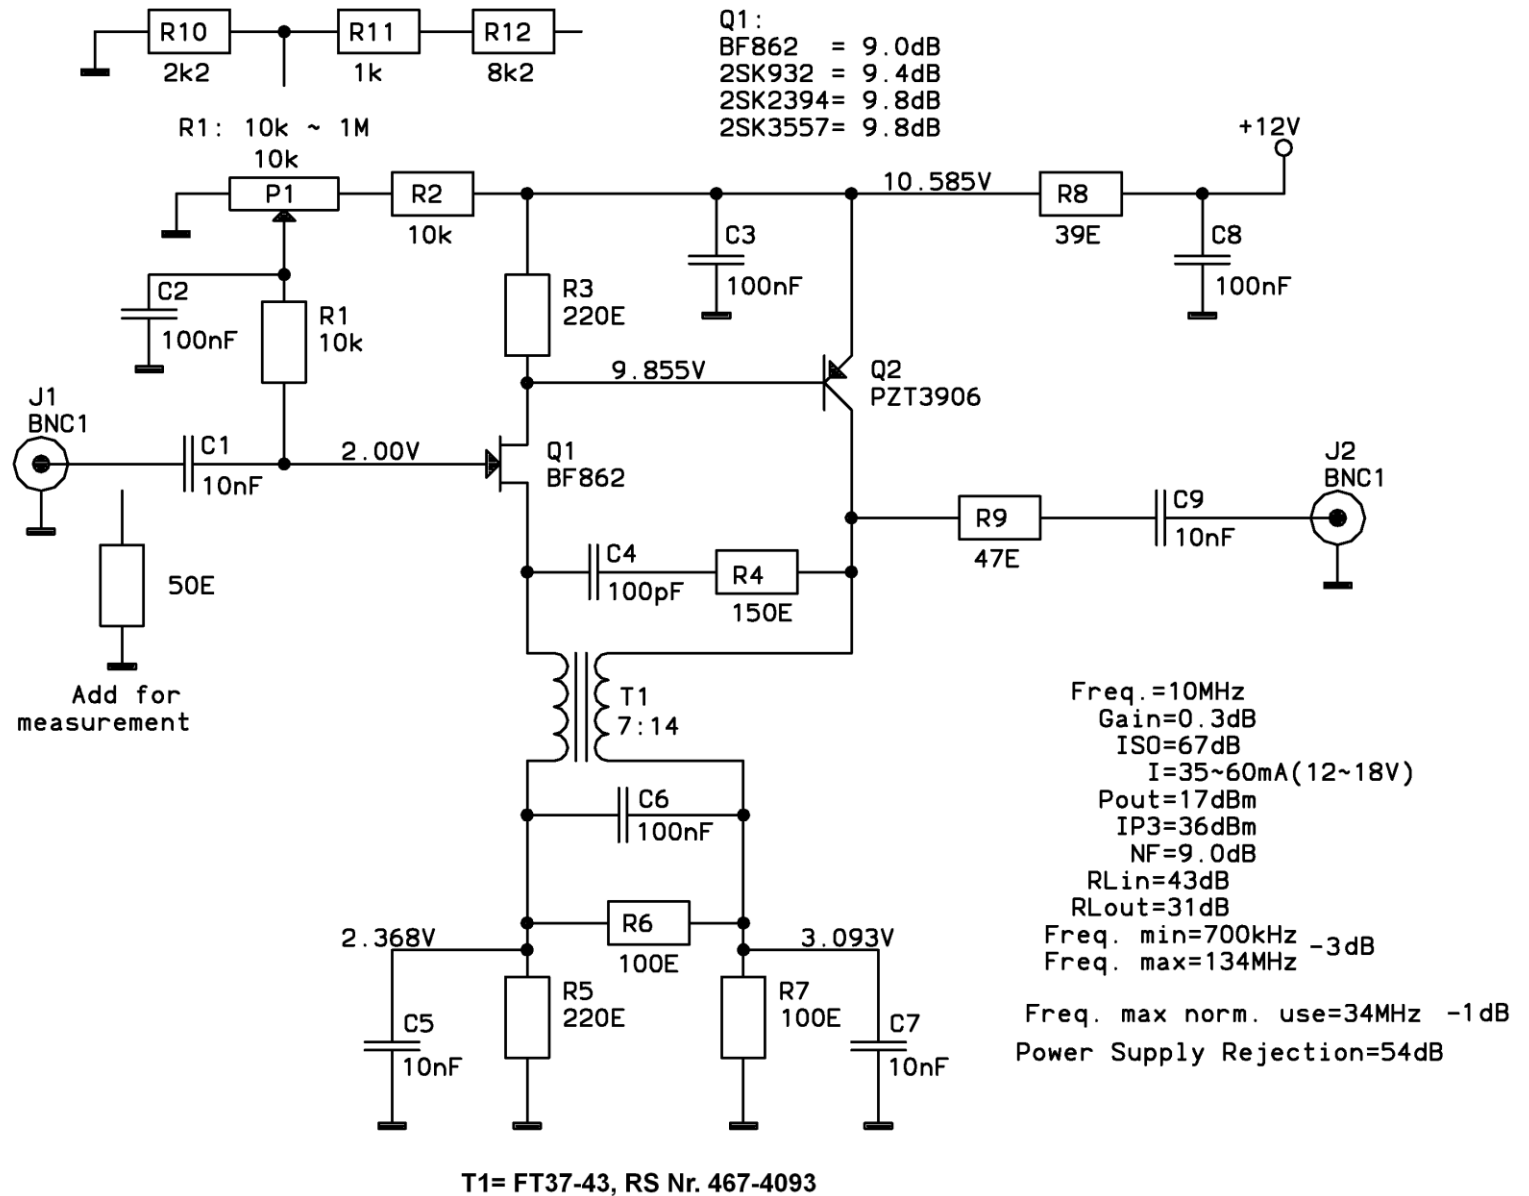 R10
2k2
R11
1k
R12
8k2
Q1:
BF862 = 9.0dB
2SK932 = 9.4dB
2SK2394= 9.8dB
2SK3557= 9.8dB
R1: 10k ~ 1M
10k
P1
R2
10k
10.585V
R8
39E
+12V
C8
100nF
C3
100nF
R3
220E
C2
100nF
R1
10k
9.855V
Q2
PZT3906
J1
BNC1
C1
10nF
2.00V
Q1
BF862
J2
BNC1
R9
47E
C9
10nF
50E
Add for
measurement
C4
100pF
R4
150E
T1
7:14
C6
100nF
R6
100E
2.368V
3.093V
R5
220E
R7
100E
C5
10nF
C7
10nF
Freq.=10MHz
Gain=0.3dB
ISO=67dB
I=35~60mA(12~18V)
Pout=17dBm
IP3=36dBm
NF=9.0dB
RLin=43dB
RLout=31dB
Freq. min=700kHz
Freq. max=134MHz
-3dB
Freq. max norm. use=34MHz -1dB
Power Supply Rejection=54dB
T1= FT37-43, RS Nr. 467-4093